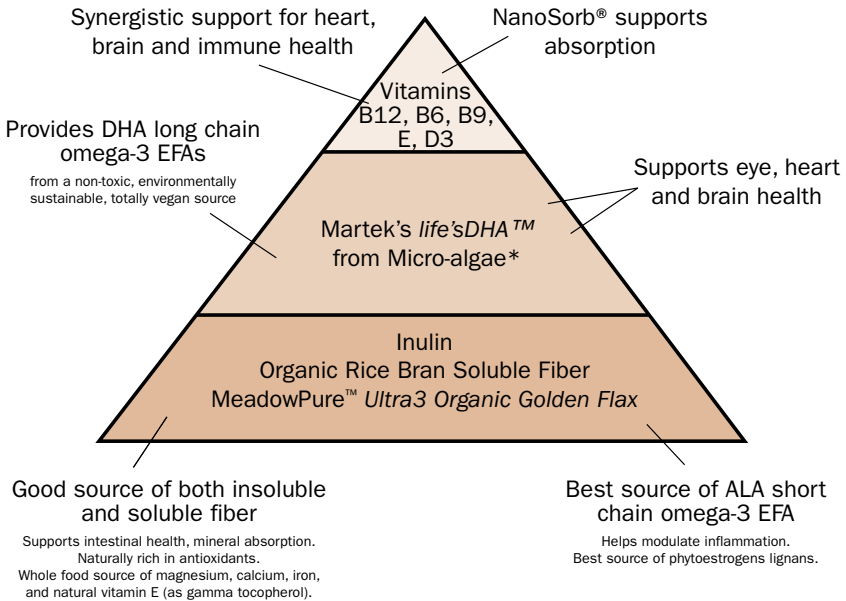 Synergistic support for heart,
brain and immune health
NanoSorb® supports
absorption
Vitamins
B12, B6, B9,
E, D3
Provides DHA long chain
omega-3 EFAs
from a non-toxic, environmentally
sustainable, totally vegan source
Supports eye, heart
and brain health
Martek's life'sDHA™
from Micro-algae*
Inulin
Organic Rice Bran Soluble Fiber
MeadowPure™ Ultra3 Organic Golden Flax
Good source of both insoluble
and soluble fiber
Supports intestinal health, mineral absorption.
Naturally rich in antioxidants.
Whole food source of magnesium, calcium, iron,
and natural vitamin E (as gamma tocopherol).
Best source of ALA short
chain omega-3 EFA
Helps modulate inflammation.
Best source of phytoestrogens lignans.